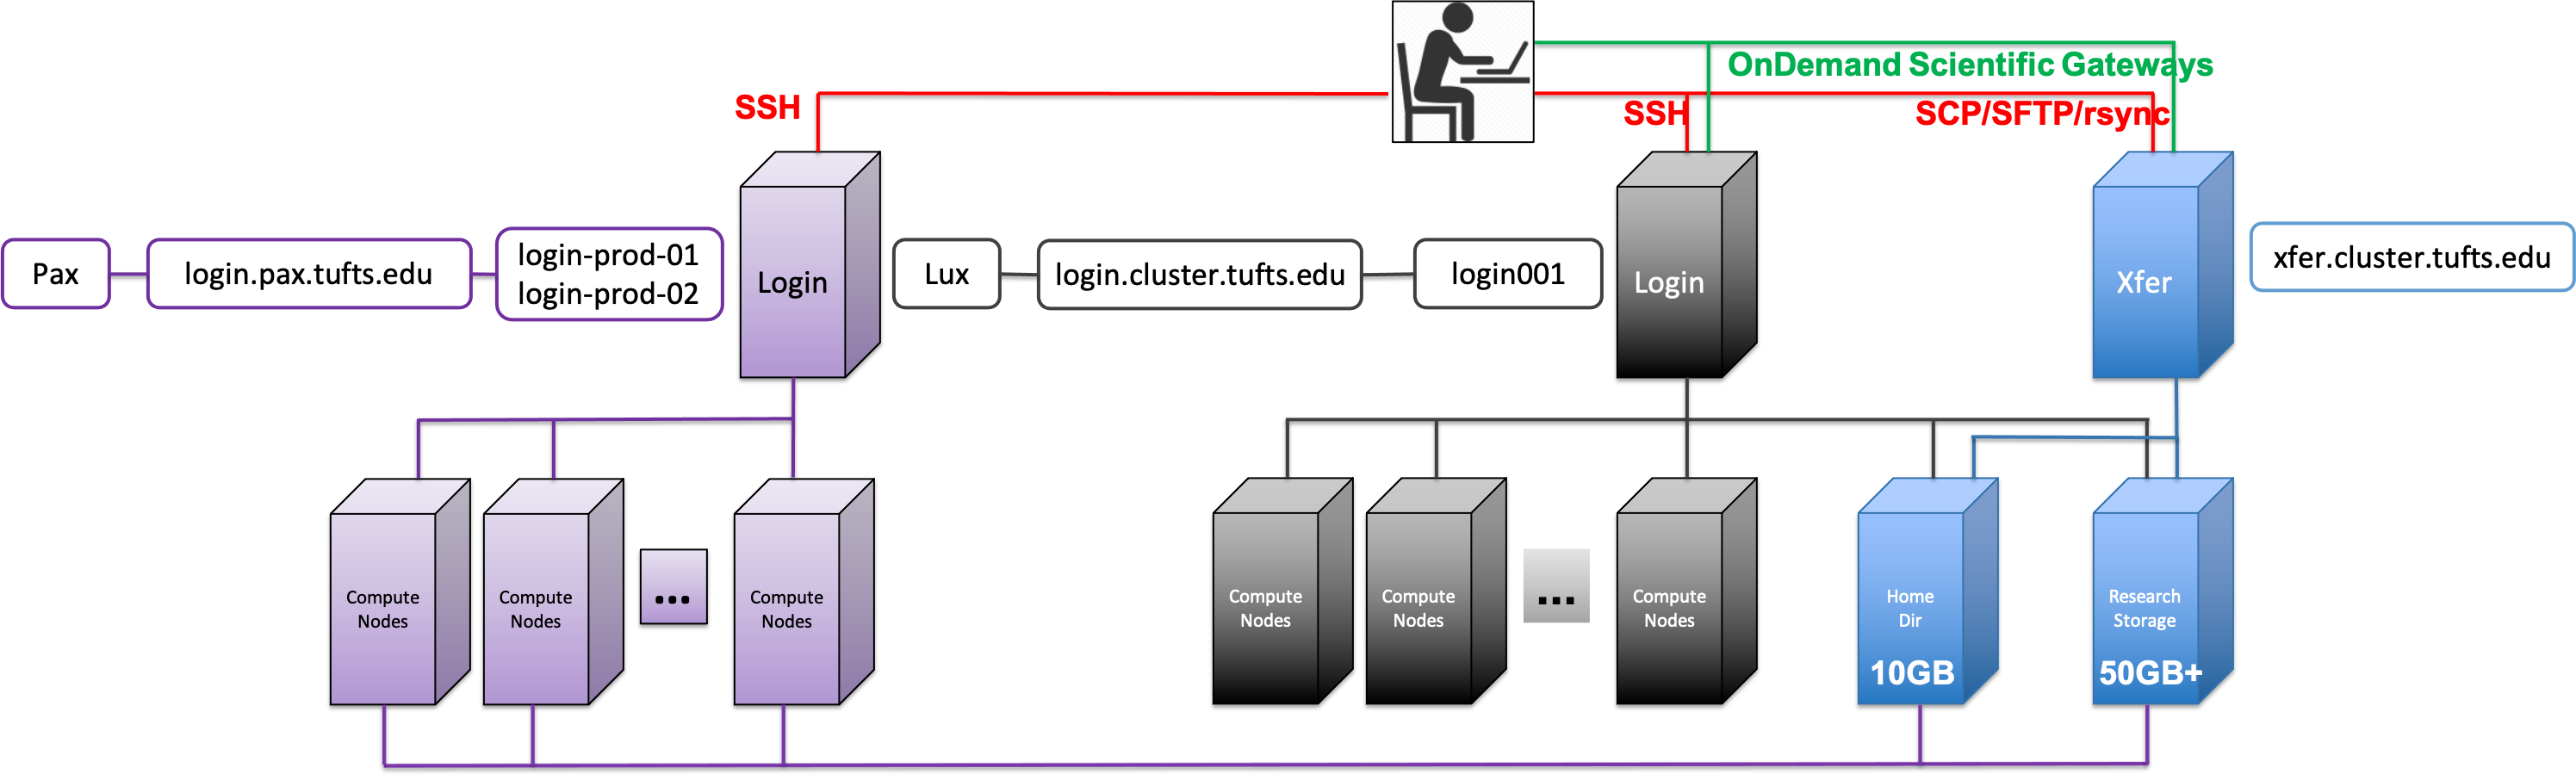 OnDemand Scientific Gateways
SSH
SSH
SCP/SFTP/rsync
Pax
login.pax.tufts.edu
login-prod-01
login-prod-02
Login
Lux
login.cluster.tufts.edu
login001
Login
Xfer
xfer.cluster.tufts.edu
Compute
Nodes
Compute
Nodes
...
Compute
Nodes
Compute
Nodes
Compute
Nodes
...
Compute
Nodes
Home
Dir
10GB
Research
Storage
50GB+